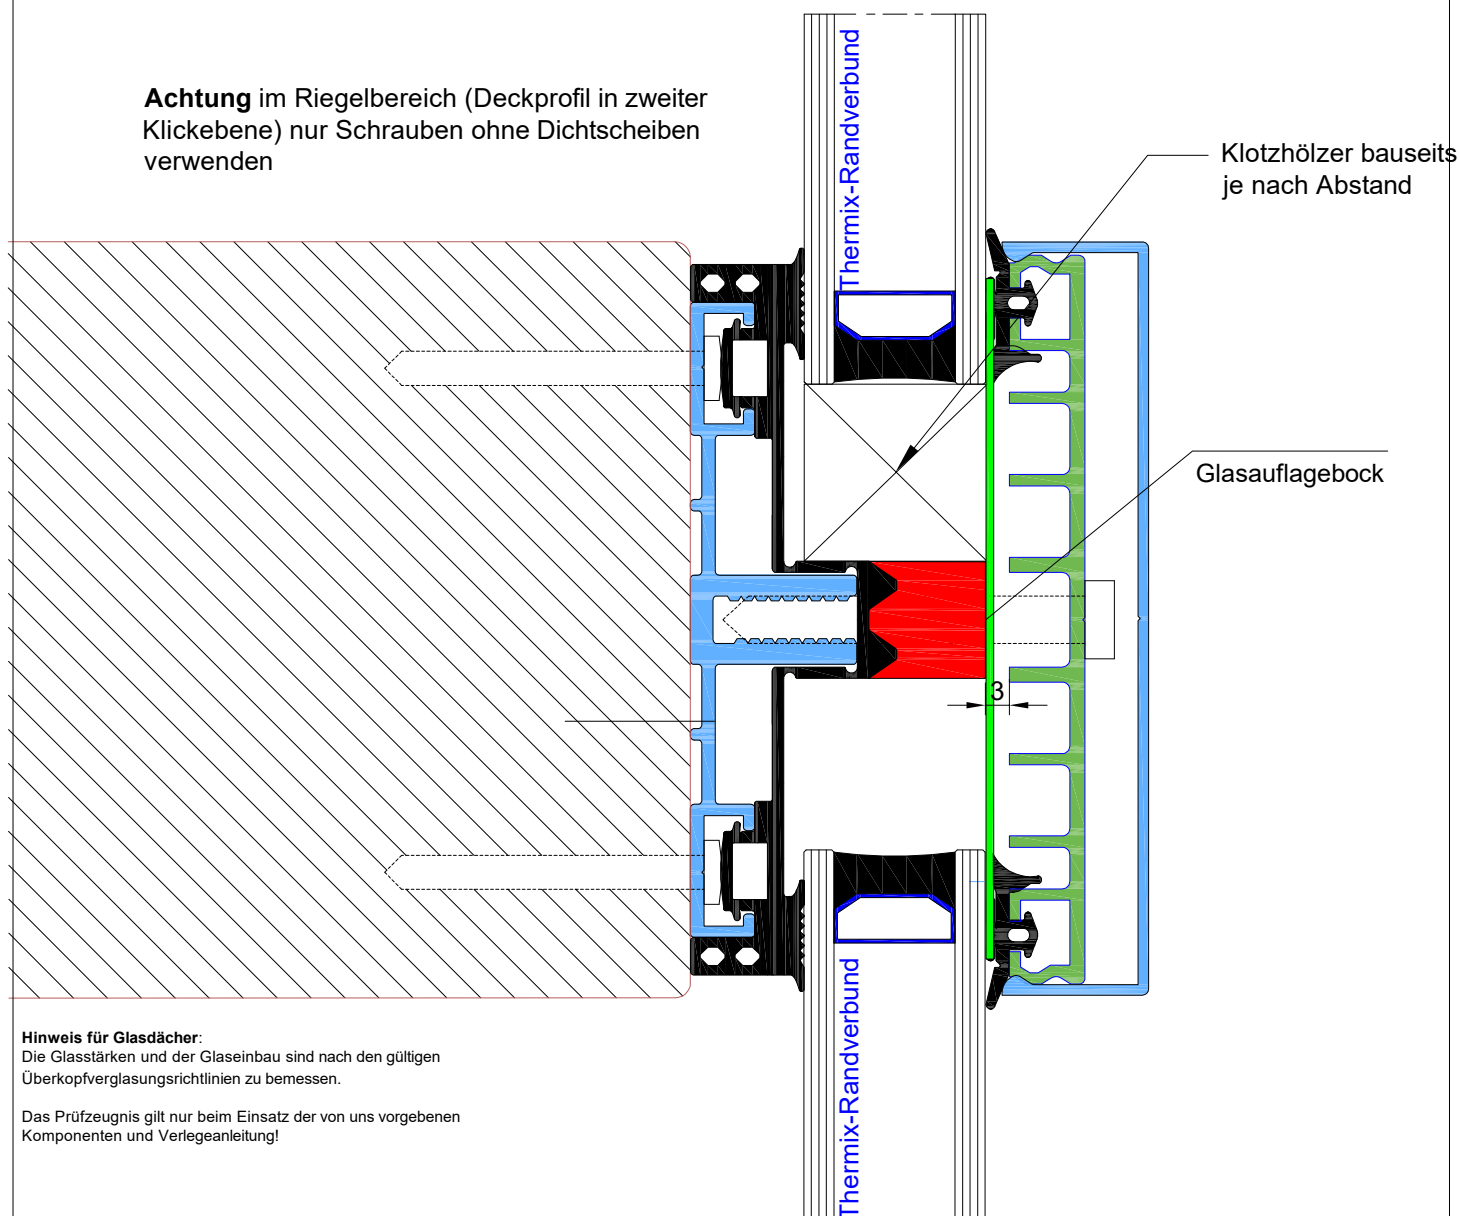 Achtung im Riegelbereich (Deckprofil in zweiter
Klickebene) nur Schrauben ohne Dichtscheiben
verwenden
Thermix-Randverbund
Klotzhölzer bauseits
je nach Abstand
Glasauflagebock
3
Hinweis für Glasdächer:
Die Glasstärken und der Glaseinbau sind nach den gültigen
Überkopfverglasungsrichtlinien zu bemessen.
Das Prüfzeugnis gilt nur beim Einsatz der von uns vorgebenen
Komponenten und Verlegeanleitung!
Thermix-Randverbund